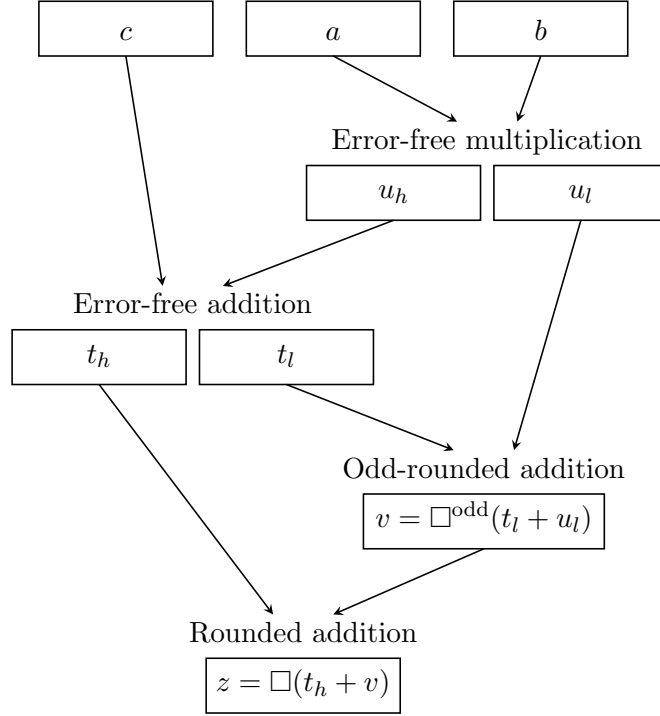 c a b
Error-free multiplication
u_h u_l
Error-free addition
t_h t_l
Odd-rounded addition
v = □^odd(t_l + u_l)
Rounded addition
z = □(t_h + v)